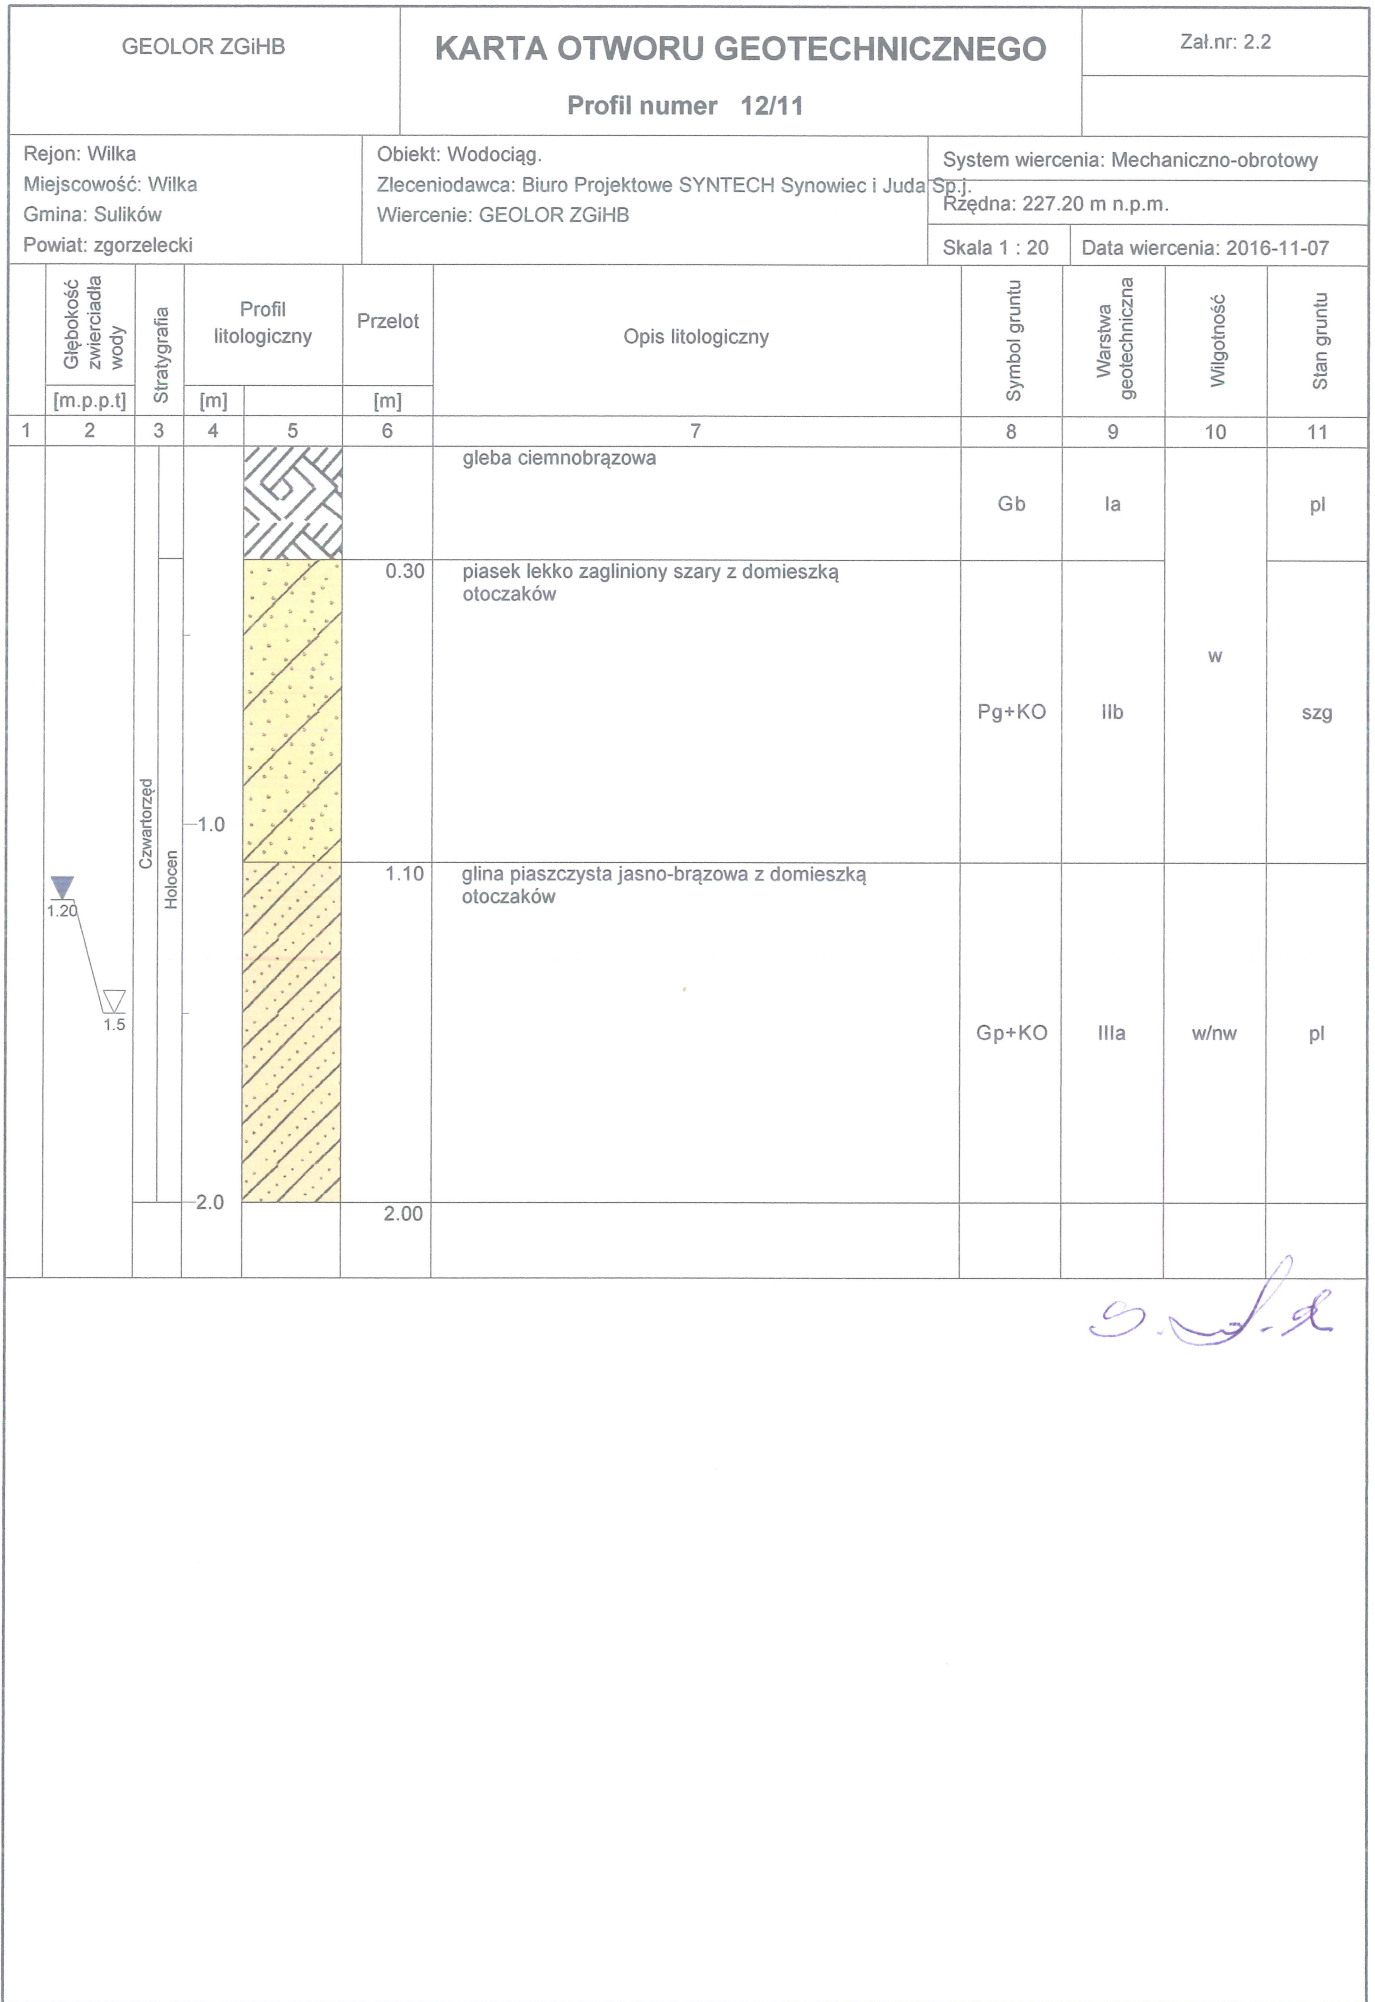 GEOLOR ZGiHB
KARTA OTWORU GEOTECHNICZNEGO
Profil numer 12/11
Zał.nr: 2.2
Rejon: Wilka
Miejscowość: Wilka
Gmina: Sulików
Powiat: zgorzelecki
Obiekt: Wodociąg.
Zleceniodawca: Biuro Projektowe SYNTECH Synowiec i Juda Sp.j.
Wiercenie: GEOLOR ZGiHB
System wiercenia: Mechaniczno-obrotowy
Rzędna: 227.20 m n.p.m.
Skala 1 : 20
Data wiercenia: 2016-11-07
Głębokość
zwierciadła
wody
[m.p.p.t]
Stratygrafia
Profil
litologiczny
[m]
Przelot
[m]
Opis litologiczny
Symbol gruntu
Warstwa
geotechniczna
Wilgotność
Stan gruntu
1 2 3 4 5 6 7 8 9 10 11
gleba ciemnobrązowa
Gb Ia pl
0.30 piasek lekko zagliniony szary z domieszką
otoczaków
w
Pg+KO IIb szg
Czwartorzęd
Holocen
1.0
1.10 glina piaszczysta jasno-brązowa z domieszką
otoczaków
1.20
1.5
Gp+KO IIIa w/nw pl
2.0
2.00